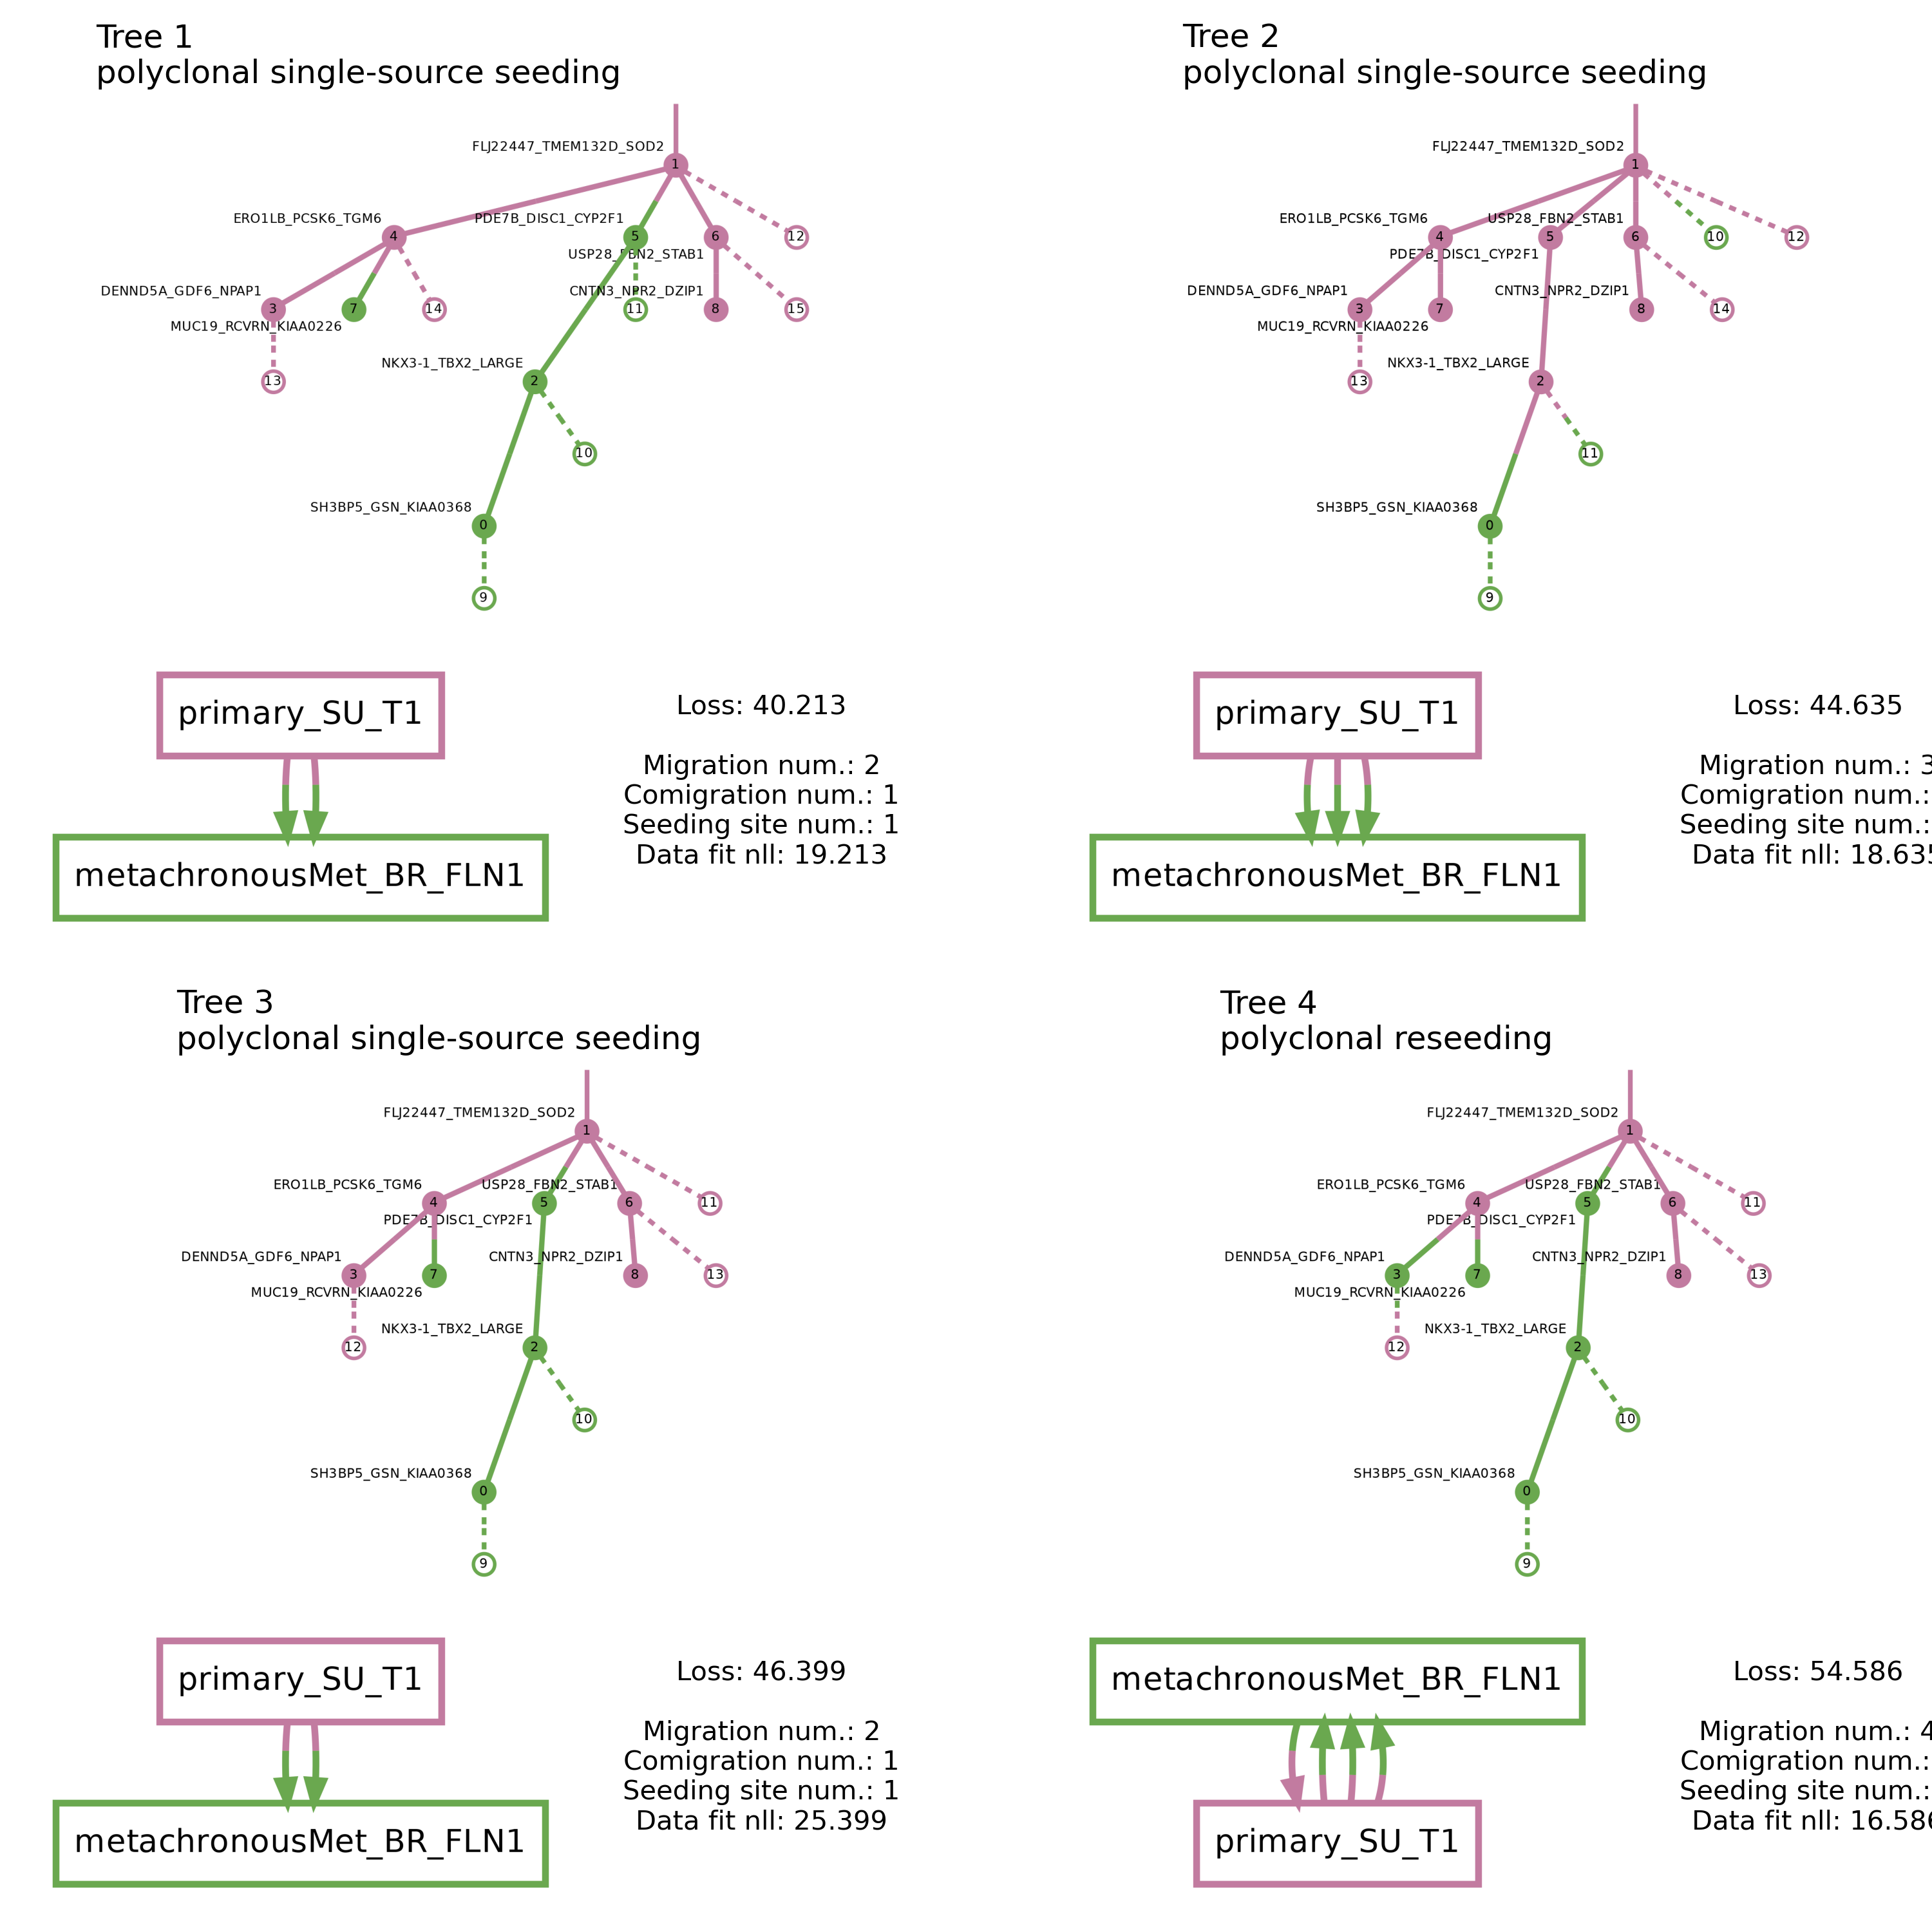 Tree 1
polyclonal single-source seeding
FLJ22447_TMEM132D_SOD2
1
ERO1LB_PCSK6_TGM6
PDE7B_DISC1_CYP2F1
4
5
6
12
USP28_FBN2_STAB1
DENND5A_GDF6_NPAP1
CNTN3_NPR2_DZIP1
3
7
14
11
8
15
MUC19_RCVRN_KIAA0226
NKX3-1_TBX2_LARGE
13
2
10
SH3BP5_GSN_KIAA0368
0
9
primary_SU_T1
metachronousMet_BR_FLN1
Loss: 40.213
Migration num.: 2
Comigration num.: 1
Seeding site num.: 1
Data fit nll: 19.213
Tree 2
polyclonal single-source seeding
FLJ22447_TMEM132D_SOD2
1
ERO1LB_PCSK6_TGM6
USP28_FBN2_STAB1
4
5
6
10
12
PDE7B_DISC1_CYP2F1
DENND5A_GDF6_NPAP1
CNTN3_NPR2_DZIP1
3
7
8
14
MUC19_RCVRN_KIAA0226
NKX3-1_TBX2_LARGE
13
2
11
SH3BP5_GSN_KIAA0368
0
9
primary_SU_T1
metachronousMet_BR_FLN1
Loss: 44.635
Migration num.: 3
Comigration num.:
Seeding site num.:
Data fit nll: 18.635
Tree 3
polyclonal single-source seeding
FLJ22447_TMEM132D_SOD2
1
ERO1LB_PCSK6_TGM6
USP28_FBN2_STAB1
4
5
6
11
PDE7B_DISC1_CYP2F1
DENND5A_GDF6_NPAP1
CNTN3_NPR2_DZIP1
3
7
8
13
MUC19_RCVRN_KIAA0226
NKX3-1_TBX2_LARGE
12
2
10
SH3BP5_GSN_KIAA0368
0
9
primary_SU_T1
metachronousMet_BR_FLN1
Loss: 46.399
Migration num.: 2
Comigration num.: 1
Seeding site num.: 1
Data fit nll: 25.399
Tree 4
polyclonal reseeding
FLJ22447_TMEM132D_SOD2
1
ERO1LB_PCSK6_TGM6
USP28_FBN2_STAB1
4
5
6
11
PDE7B_DISC1_CYP2F1
DENND5A_GDF6_NPAP1
CNTN3_NPR2_DZIP1
3
7
8
13
MUC19_RCVRN_KIAA0226
NKX3-1_TBX2_LARGE
12
2
10
SH3BP5_GSN_KIAA0368
0
9
metachronousMet_BR_FLN1
primary_SU_T1
Loss: 54.586
Migration num.: 4
Comigration num.:
Seeding site num.:
Data fit nll: 16.586